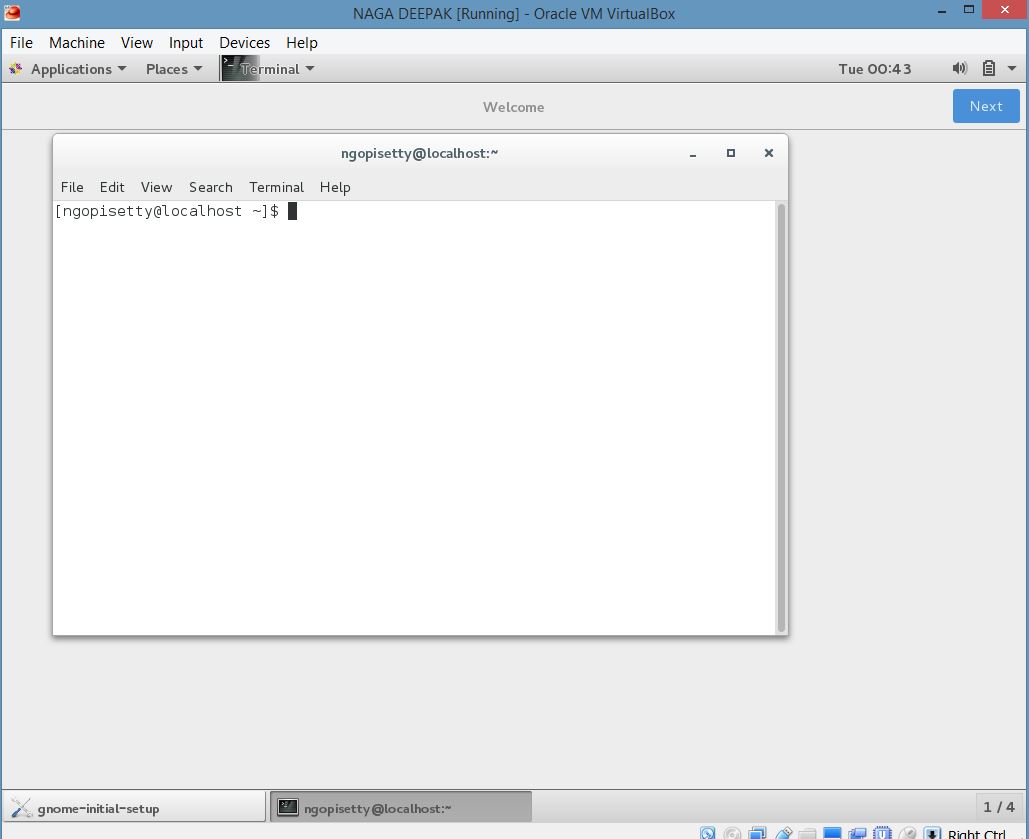 NAGA DEEPAK [Running] - Oracle VM VirtualBox
File Machine View Input Devices Help
Applications Places Terminal Tue 00:43
Welcome
Next
ngopisetty@localhost:~
File Edit View Search Terminal Help
[ngopisetty@localhost ~]$
gnome-initial-setup ngopisetty@localhost:~ 1 / 4
Right Ctrl